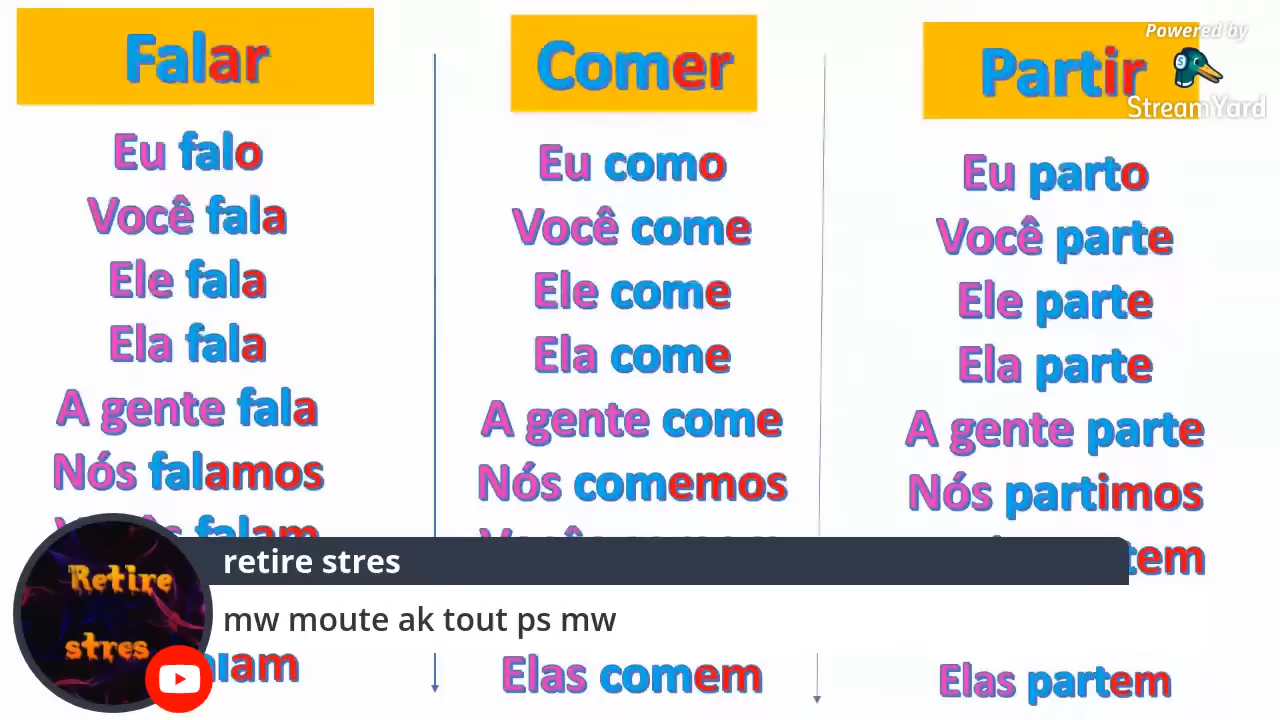 Falar
Eu falo
Você fala
Ele fala
Ela fala
A gente fala
Nós falamos
falam
Comer
Eu como
Você come
Ele come
Ela come
A gente come
Nós comemos
Elas comem
Partir
Eu parto
Você parte
Ele parte
Ela parte
A gente parte
Nós partimos
Elas partem
Powered by
StreamYard
Retire
stres
retire stres
mw moute ak tout ps mw